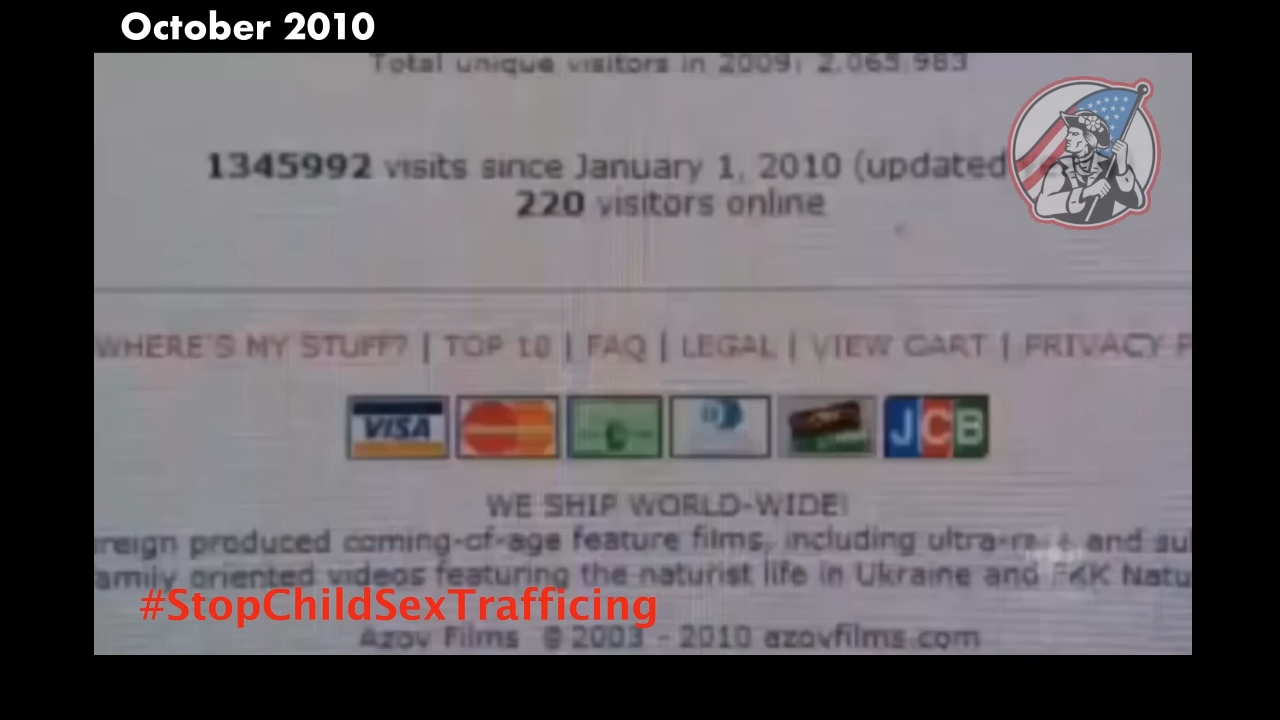 October 2010
Total unique visitors in 2009: 2,065,983
1345992 visits since January 1, 2010 (updated
220 visitors online
WHERE'S MY STUFF? | TOP 10 | FAQ | LEGAL | VIEW CART | PRIVACY
VISA JCB
WE SHIP WORLD-WIDE!
produced coming-of-age feature films, including and
oriented videos featuring the naturist life in Ukraine and FKK
#StopChildSexTrafficing
Azov Films © 2003 - 2010 azovfilms.com